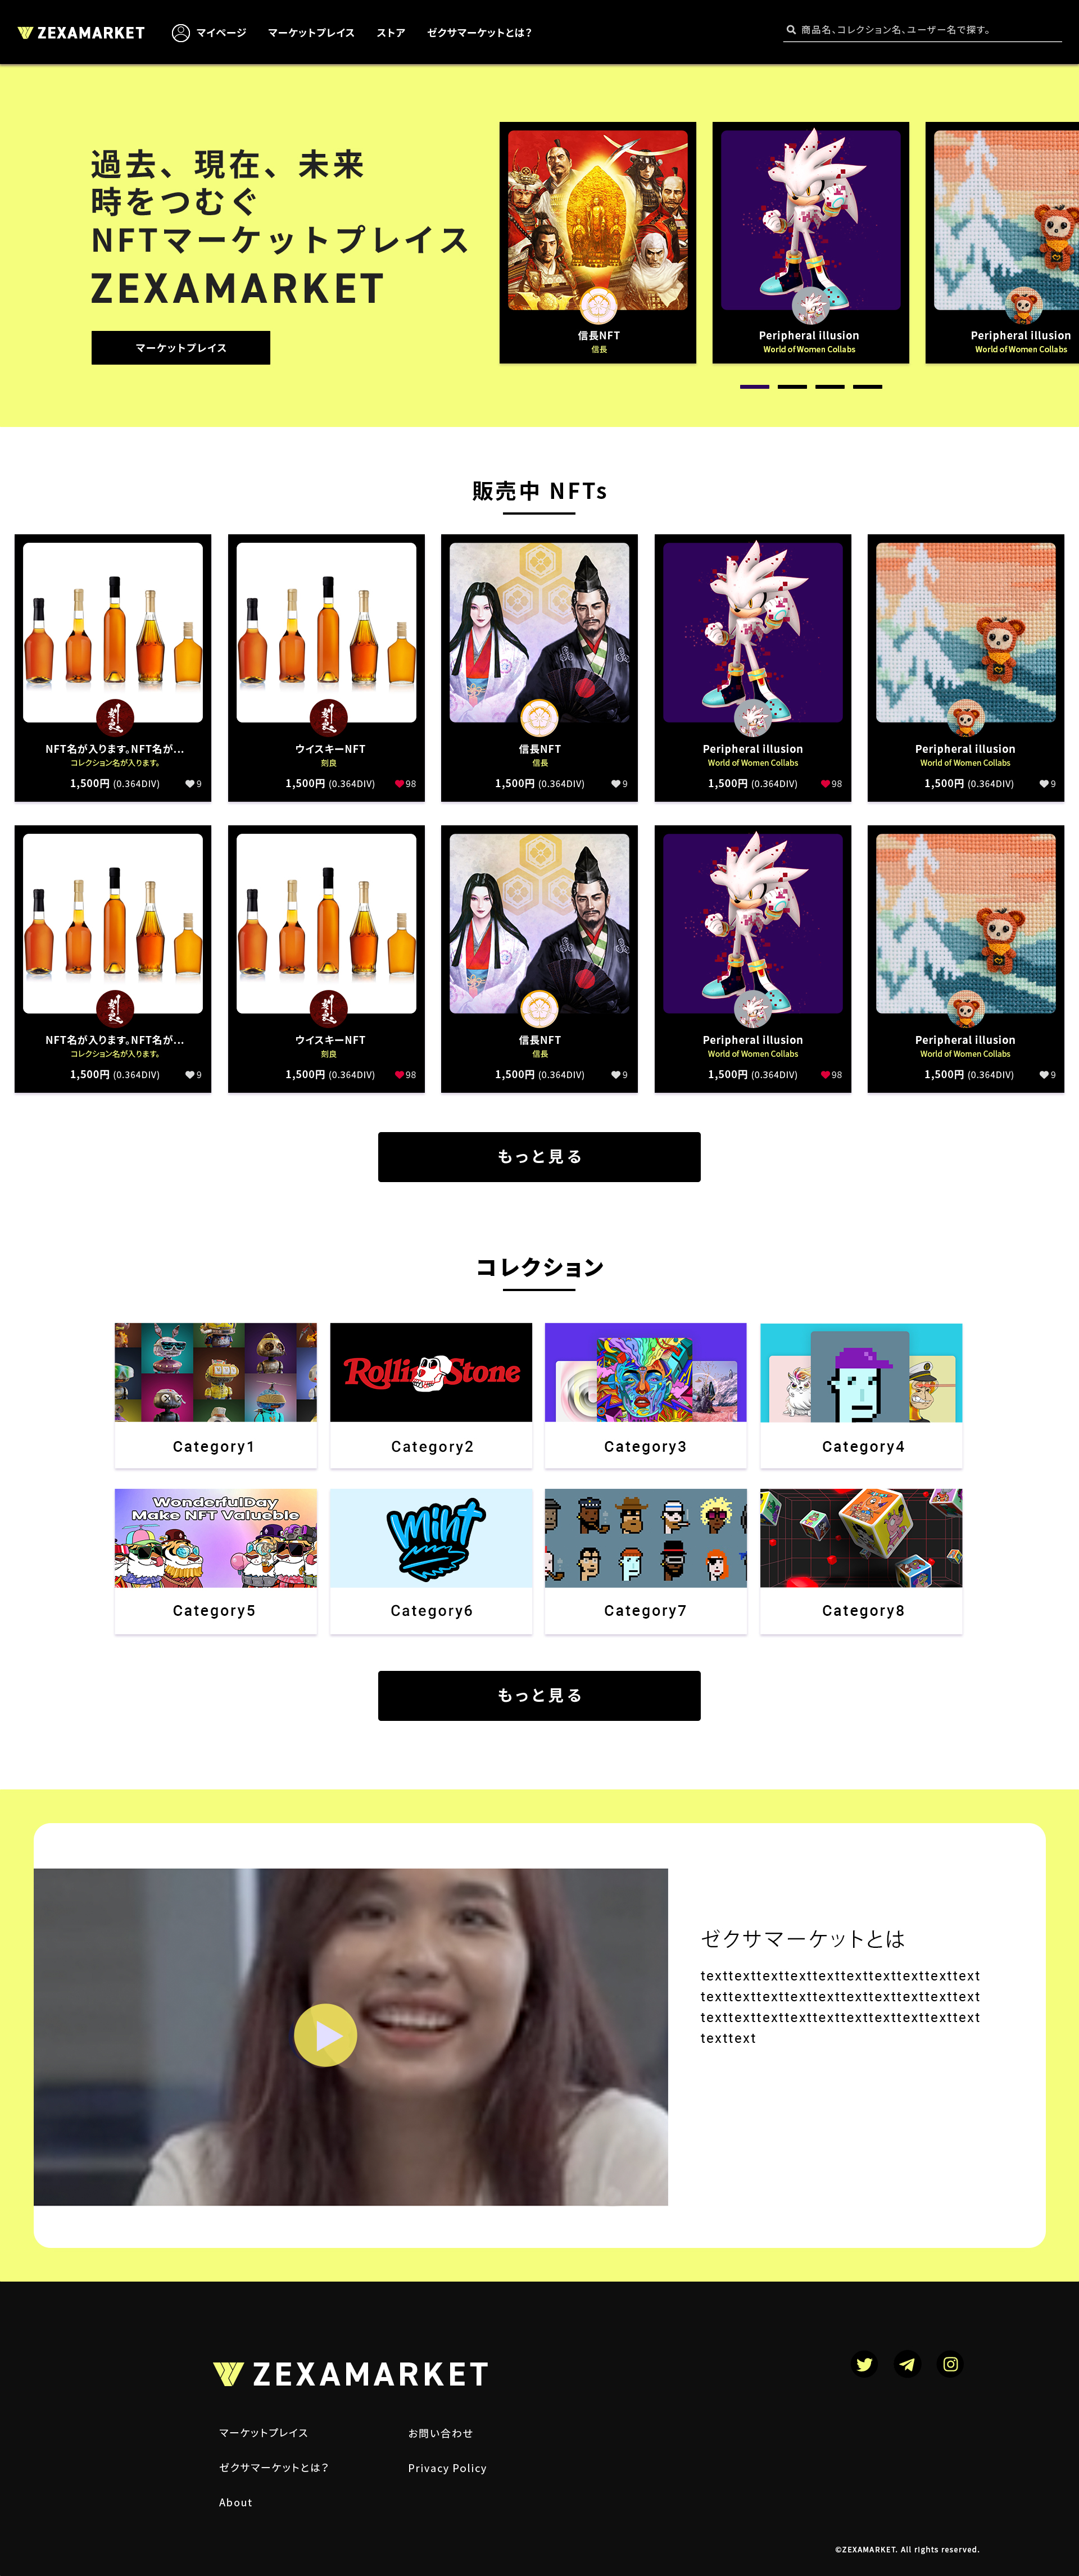 ZEXAMARKET
マイページ
マーケットプレイス
ストア
ゼクサマーケットとは?
商品名、コレクション名、ユーザー名で探す。
過去、現在、未来
時をつむぐ
NFTマーケットプレイス
ZEXAMARKET
マーケットプレイス
信長NFT
信長
Peripheral illusion
World of Women Collabs
Peripheral illusion
World of Women Collabs
販売中 NFTs
NFT名が入ります。NFT名が...
コレクション名が入ります。
1,500円 (0.364DIV)
9
ウイスキーNFT
刻良
1,500円 (0.364DIV)
98
信長NFT
信長
1,500円 (0.364DIV)
9
Peripheral illusion
World of Women Collabs
1,500円 (0.364DIV)
98
Peripheral illusion
World of Women Collabs
1,500円 (0.364DIV)
9
NFT名が入ります。NFT名が...
コレクション名が入ります。
1,500円 (0.364DIV)
9
ウイスキーNFT
刻良
1,500円 (0.364DIV)
98
信長NFT
信長
1,500円 (0.364DIV)
9
Peripheral illusion
World of Women Collabs
1,500円 (0.364DIV)
98
Peripheral illusion
World of Women Collabs
1,500円 (0.364DIV)
9
もっと見る
コレクション
Category1
Rollin Stone
Category2
Category3
Category4
WonderfulDay
Make NFT Valueble
Category5
Mint
Category6
Category7
Category8
もっと見る
ゼクサマーケットとは
texttexttexttexttexttexttexttexttexttext
texttexttexttexttexttexttexttexttexttext
texttexttexttexttexttexttexttexttexttext
texttext
ZEXAMARKET
マーケットプレイス
お問い合わせ
ゼクサマーケットとは?
Privacy Policy
About
©ZEXAMARKET. All rights reserved.